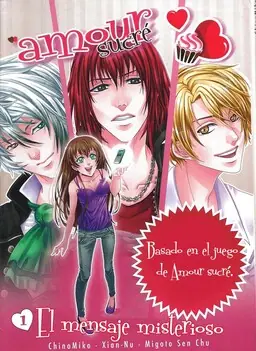 amour
sucré
Basado en el juego
de Amour sucré.
1
El mensaje misterioso
ChinoMiko - Xian-Nu - Migoto Sen Chu